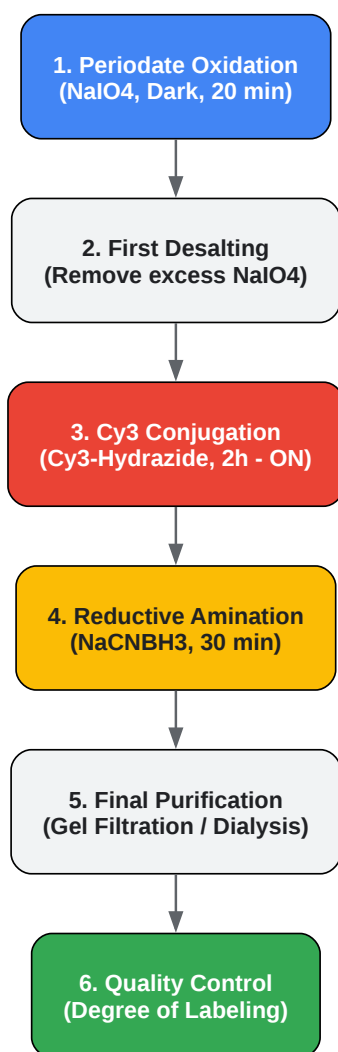 1. Periodate Oxidation
(NaIO4, Dark, 20 min)
2. First Desalting
(Remove excess NaIO4)
3. Cy3 Conjugation
(Cy3-Hydrazide, 2h - ON)
4. Reductive Amination
(NaCNBH3, 30 min)
5. Final Purification
(Gel Filtration / Dialysis)
6. Quality Control
(Degree of Labeling)